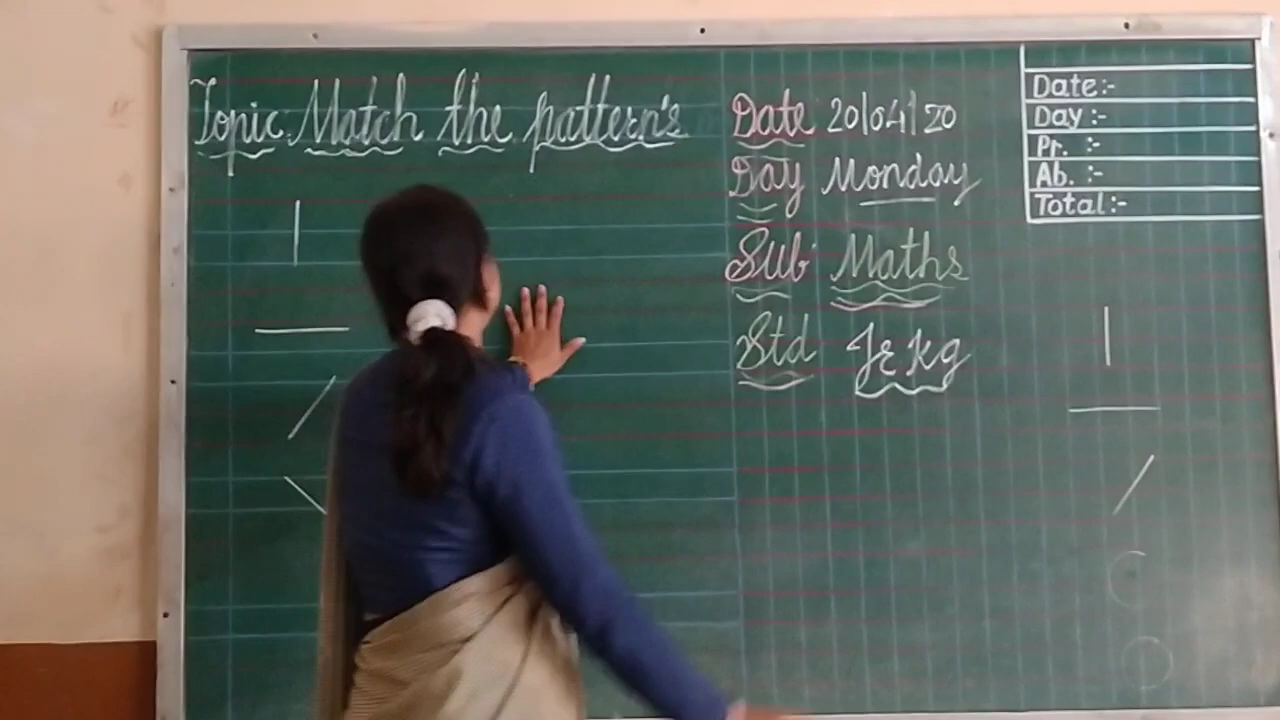 Topic Match the pattern's
Date 20/04/20
Day Monday
Sub Maths
Std Jr Kg
Date:-
Day :-
Pr. :-
Ab. :-
Total:-